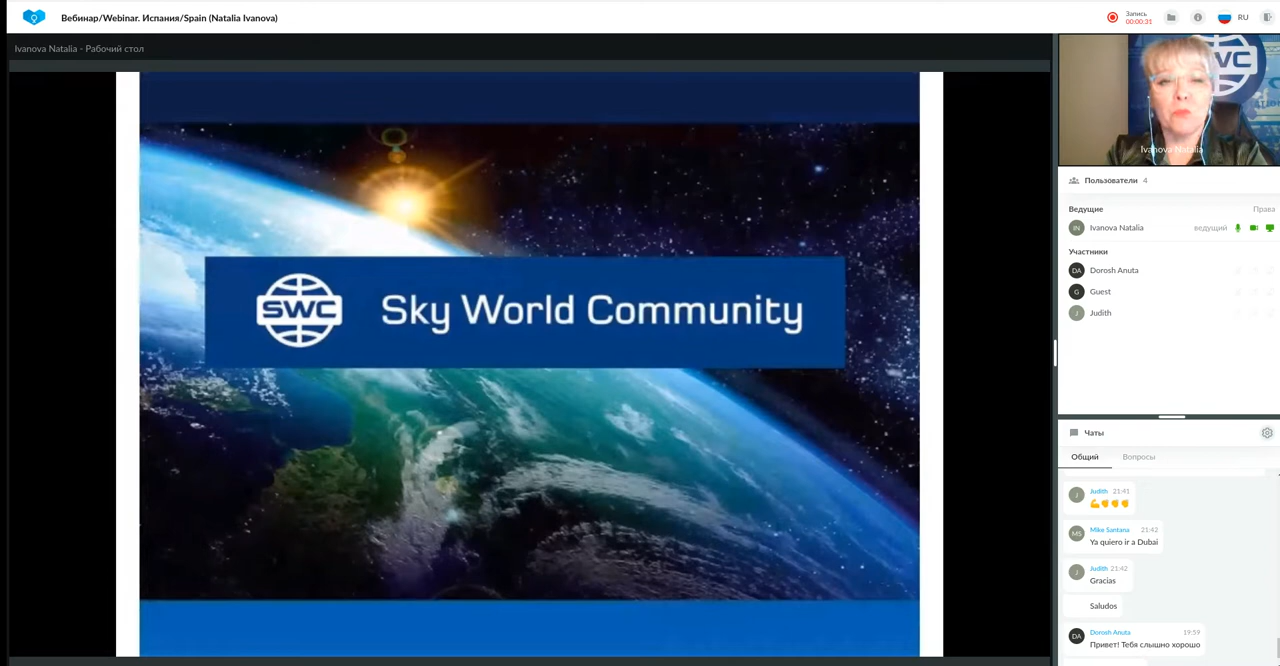 Вебинар/Webinar. Испания/Spain (Natalia Ivanova)
Запись
00:00:31
RU
Ivanova Natalia - Рабочий стол
SWC
Sky World Community
Ivanova Natalia
Пользователи 4
Ведущие Права
IN Ivanova Natalia ведущий
Участники
DA Dorosh Anuta
G Guest
J Judith
Чаты
Общий Вопросы
J Judith 21:41
💪✊✊✊
MS Mike Santana 21:42
Ya quiero ir a Dubai
J Judith 21:42
Gracias
Saludos
DA Dorosh Anuta 19:59
Привет! Тебя слышно хорошо